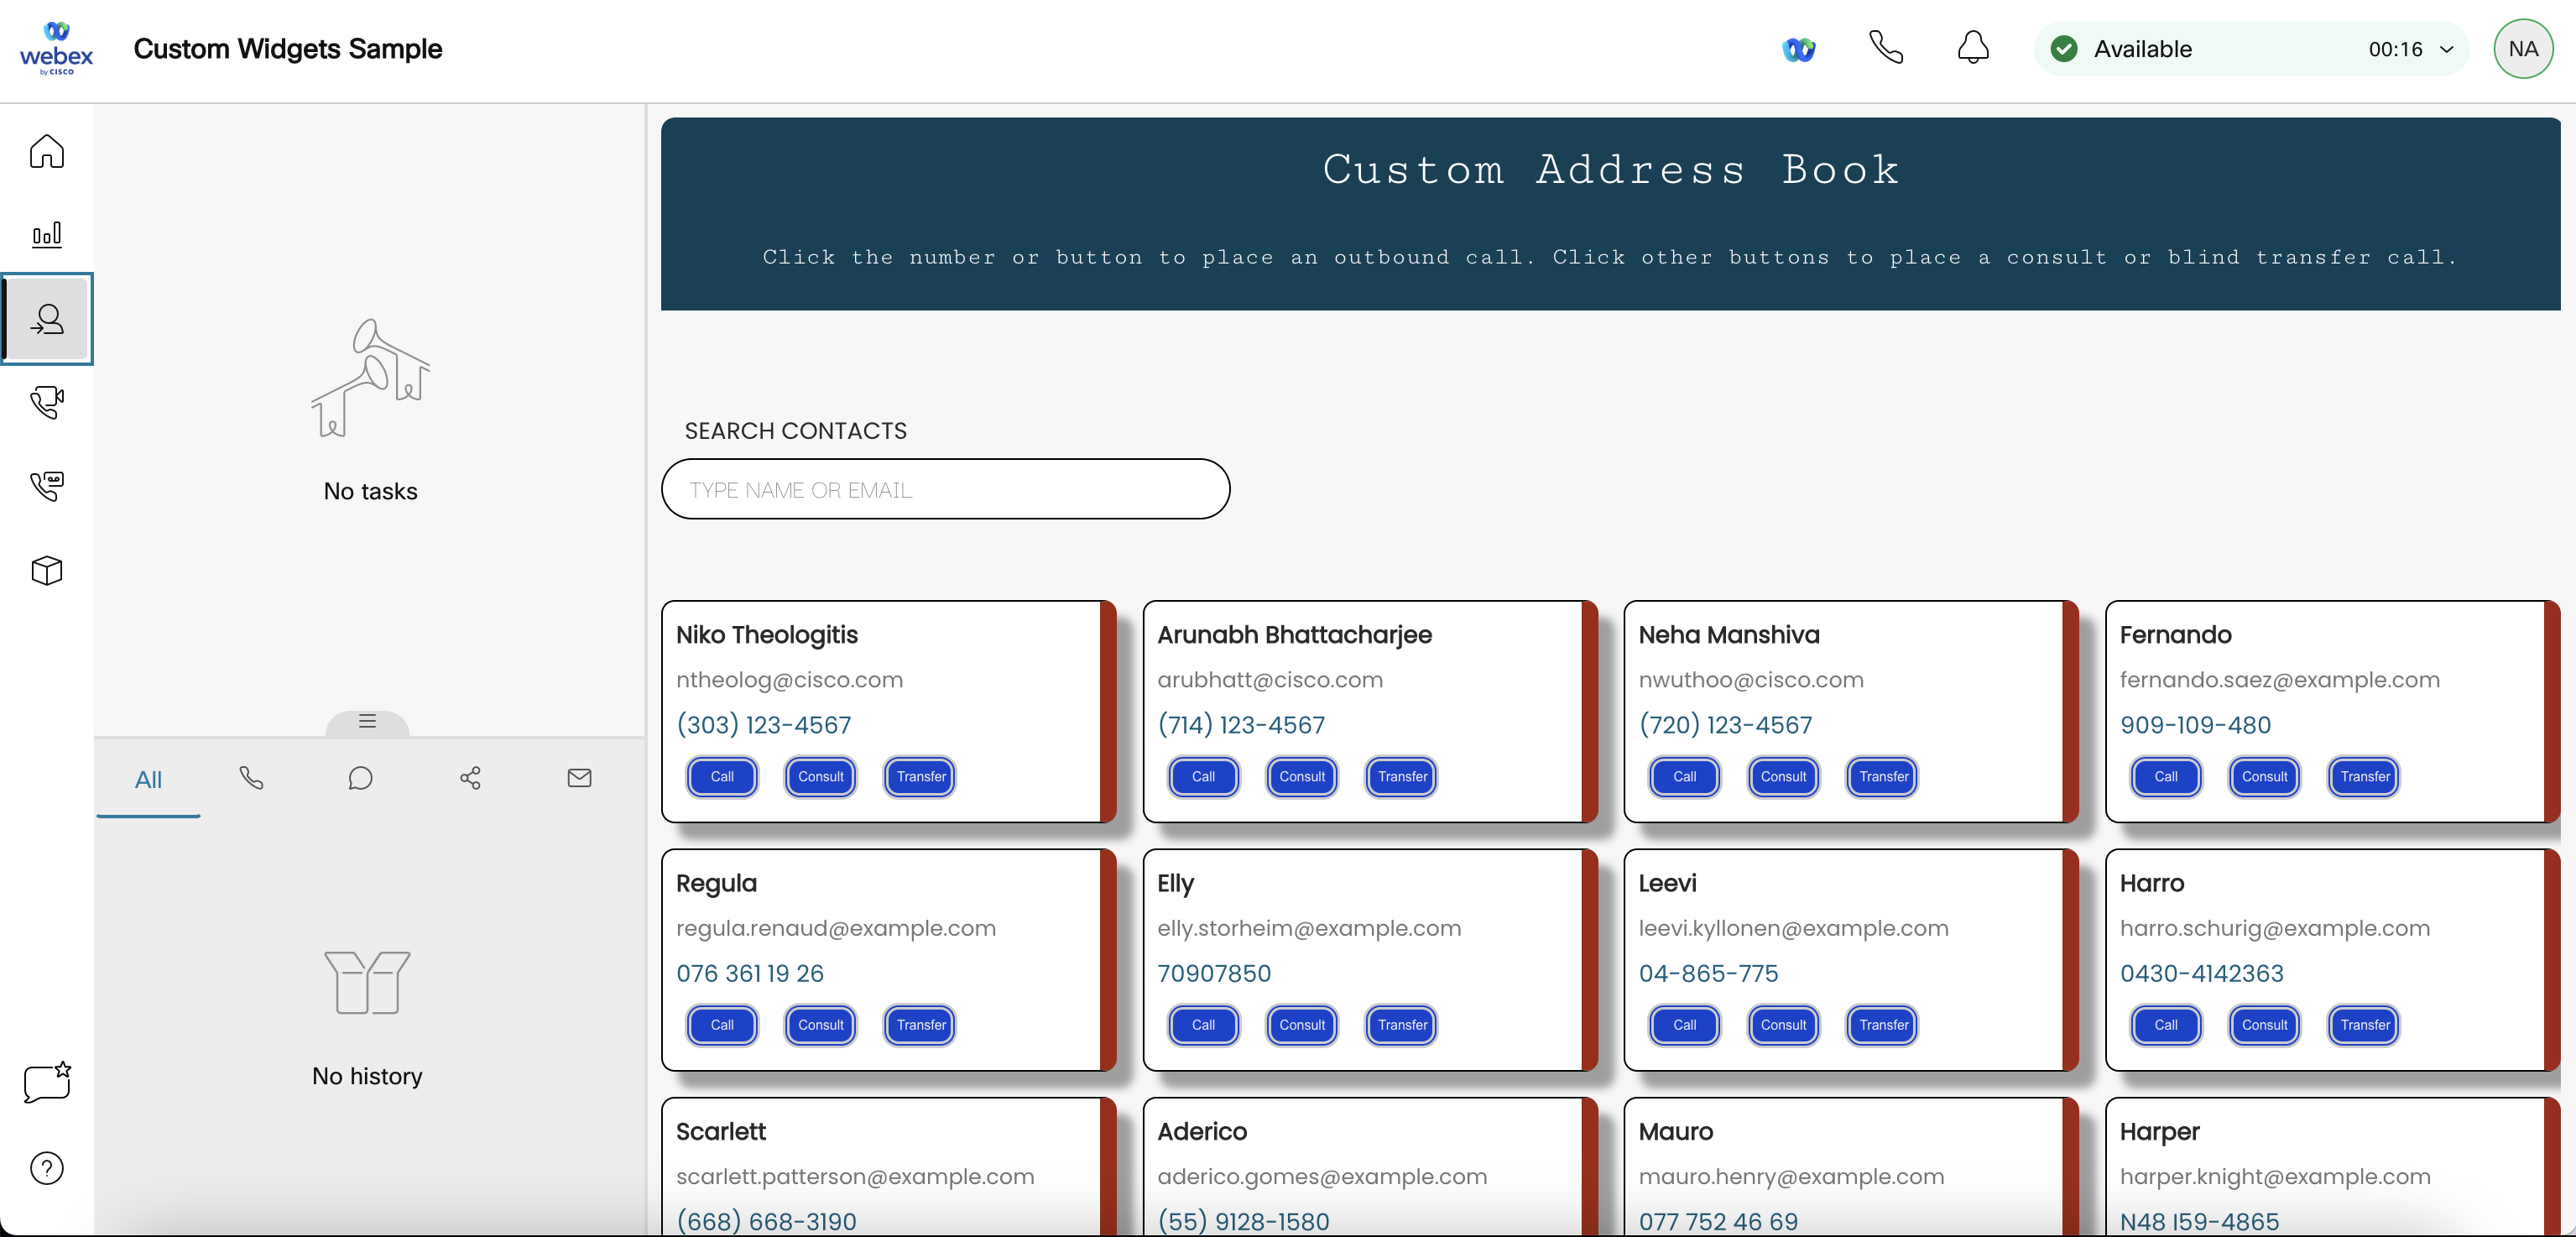 webex
by CISCO
Custom Widgets Sample
Available
00:16
NA
No tasks
All
No history
Custom Address Book
Click the number or button to place an outbound call. Click other buttons to place a consult or blind transfer call.
SEARCH CONTACTS
TYPE NAME OR EMAIL
Niko Theologitis
ntheolog@cisco.com
(303) 123-4567
Call Consult Transfer
Arunabh Bhattacharjee
arubhatt@cisco.com
(714) 123-4567
Call Consult Transfer
Neha Manshiva
nwuthoo@cisco.com
(720) 123-4567
Call Consult Transfer
Fernando
fernando.saez@example.com
909-109-480
Call Consult Transfer
Regula
regula.renaud@example.com
076 361 19 26
Call Consult Transfer
Elly
elly.storheim@example.com
70907850
Call Consult Transfer
Leevi
leevi.kyllonen@example.com
04-865-775
Call Consult Transfer
Harro
harro.schurig@example.com
0430-4142363
Call Consult Transfer
Scarlett
scarlett.patterson@example.com
(668) 668-3190
Aderico
aderico.gomes@example.com
(55) 9128-1580
Mauro
mauro.henry@example.com
077 752 46 69
Harper
harper.knight@example.com
N48 I59-4865